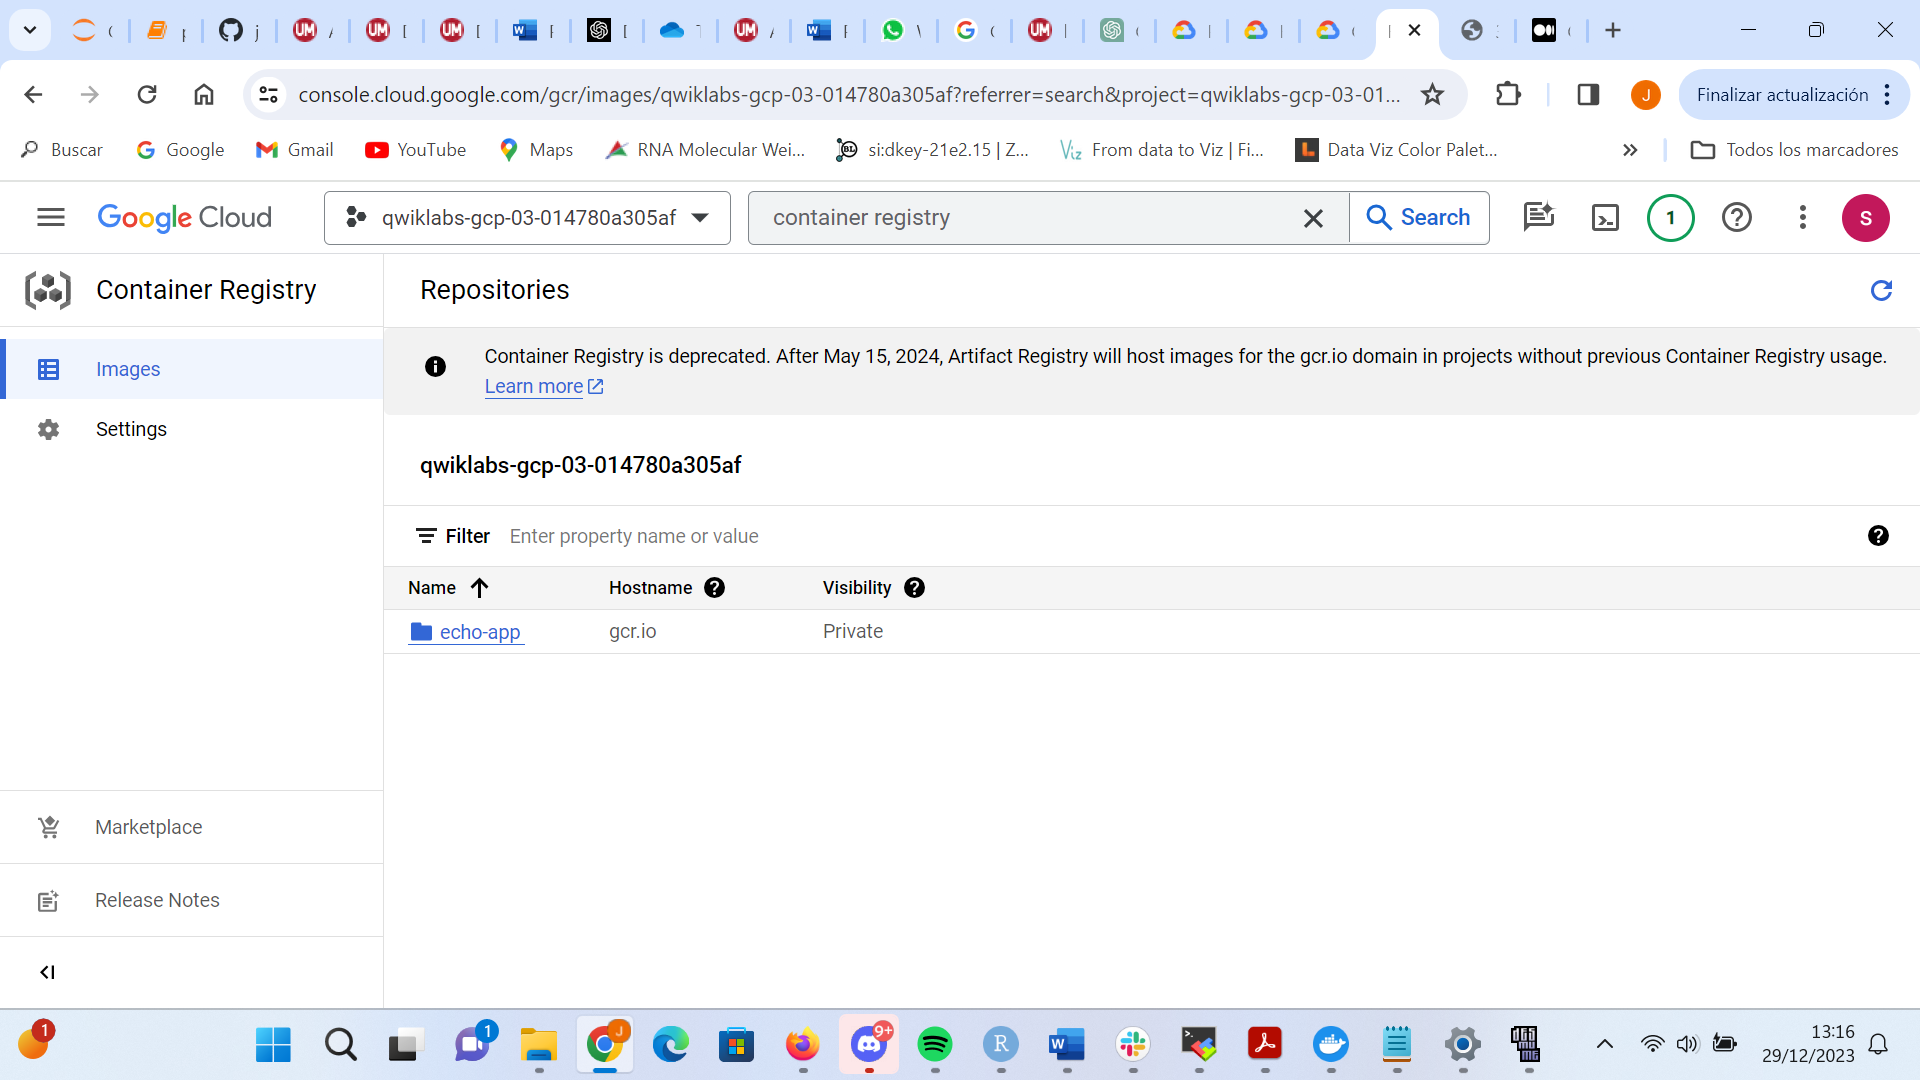 console.cloud.google.com/gcr/images/qwiklabs-gcp-03-014780a305af?referrer=search&project=qwiklabs-gcp-03-01...
J
Finalizar actualización
Buscar
Google
Gmail
YouTube
Maps
RNA Molecular Wei...
si:dkey-21e2.15 | Z...
From data to Viz | Fi...
Data Viz Color Palet...
Todos los marcadores
Google Cloud
qwiklabs-gcp-03-014780a305af
container registry
Search
1
S
Container Registry
Repositories
Images
Settings
Container Registry is deprecated. After May 15, 2024, Artifact Registry will host images for the gcr.io domain in projects without previous Container Registry usage.
Learn more
qwiklabs-gcp-03-014780a305af
Filter
Enter property name or value
Name
Hostname
Visibility
echo-app
gcr.io
Private
Marketplace
Release Notes
1
1
J
9+
13:16
29/12/2023